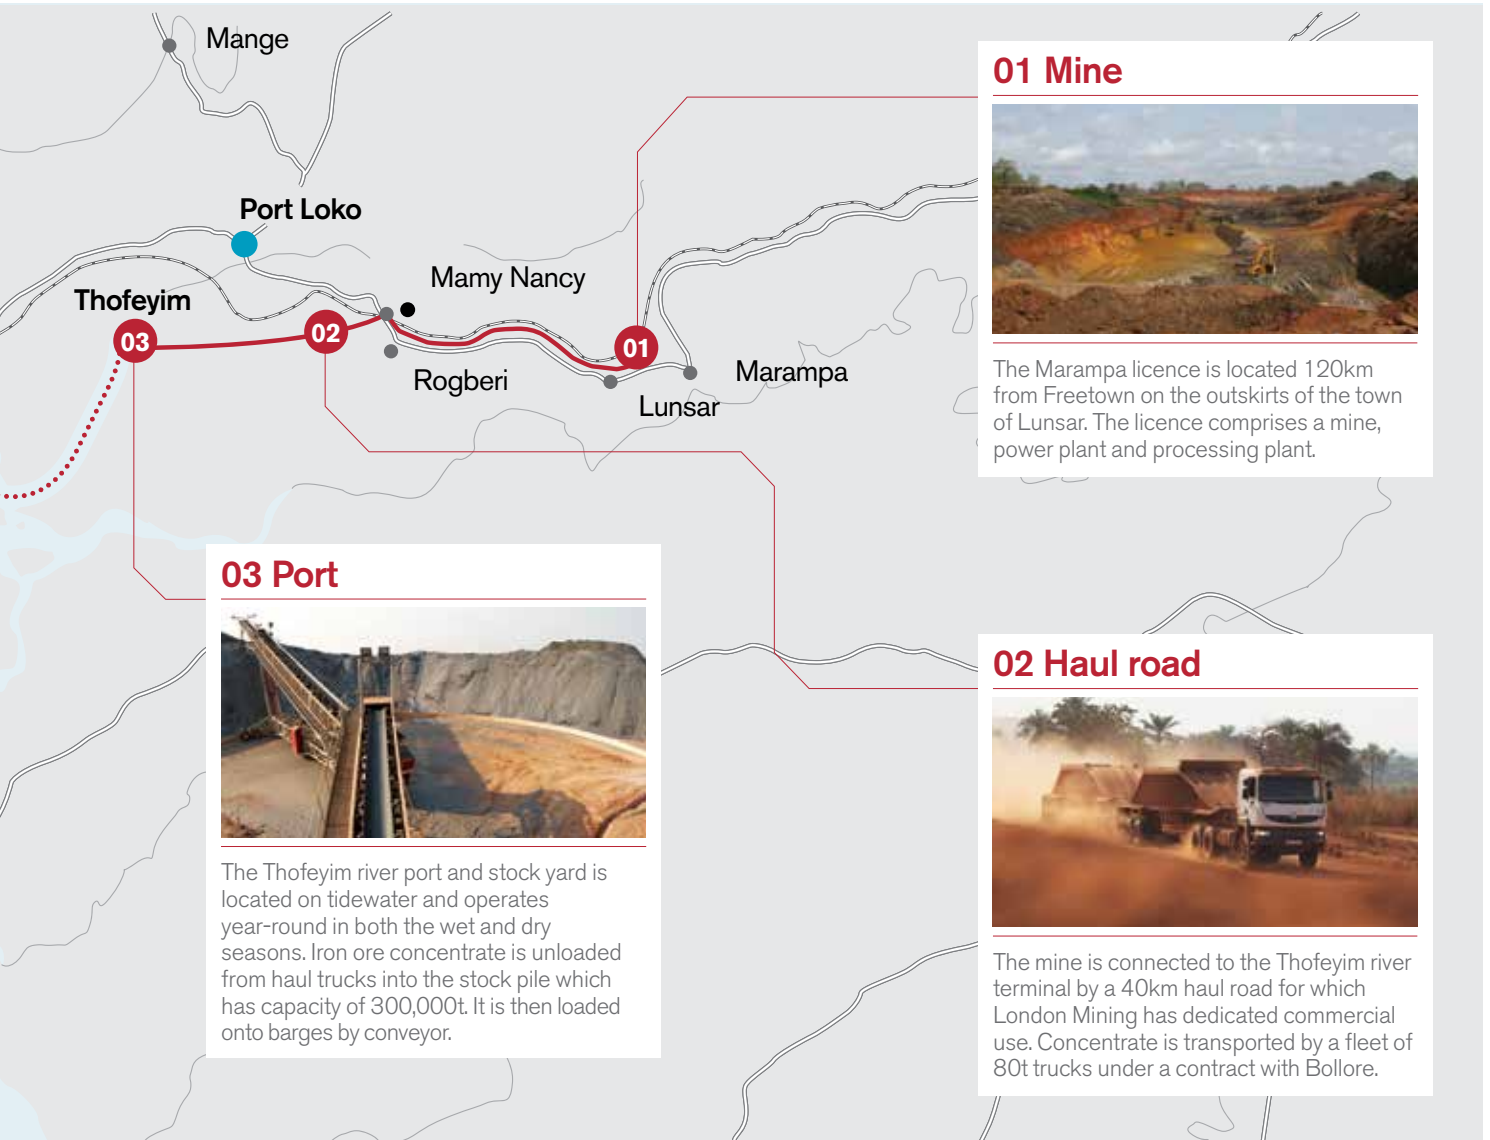 Mange
Port Loko
Mamy Nancy
Thofeyim
03
02
01
Rogberi
Marampa
Lunsar
01 Mine
The Marampa licence is located 120km
from Freetown on the outskirts of the town
of Lunsar. The licence comprises a mine,
power plant and processing plant.
03 Port
The Thofeyim river port and stock yard is
located on tidewater and operates
year-round in both the wet and dry
seasons. Iron ore concentrate is unloaded
from haul trucks into the stock pile which
has capacity of 300,000t. It is then loaded
onto barges by conveyor.
02 Haul road
The mine is connected to the Thofeyim river
terminal by a 40km haul road for which
London Mining has dedicated commercial
use. Concentrate is transported by a fleet of
80t trucks under a contract with Bollore.